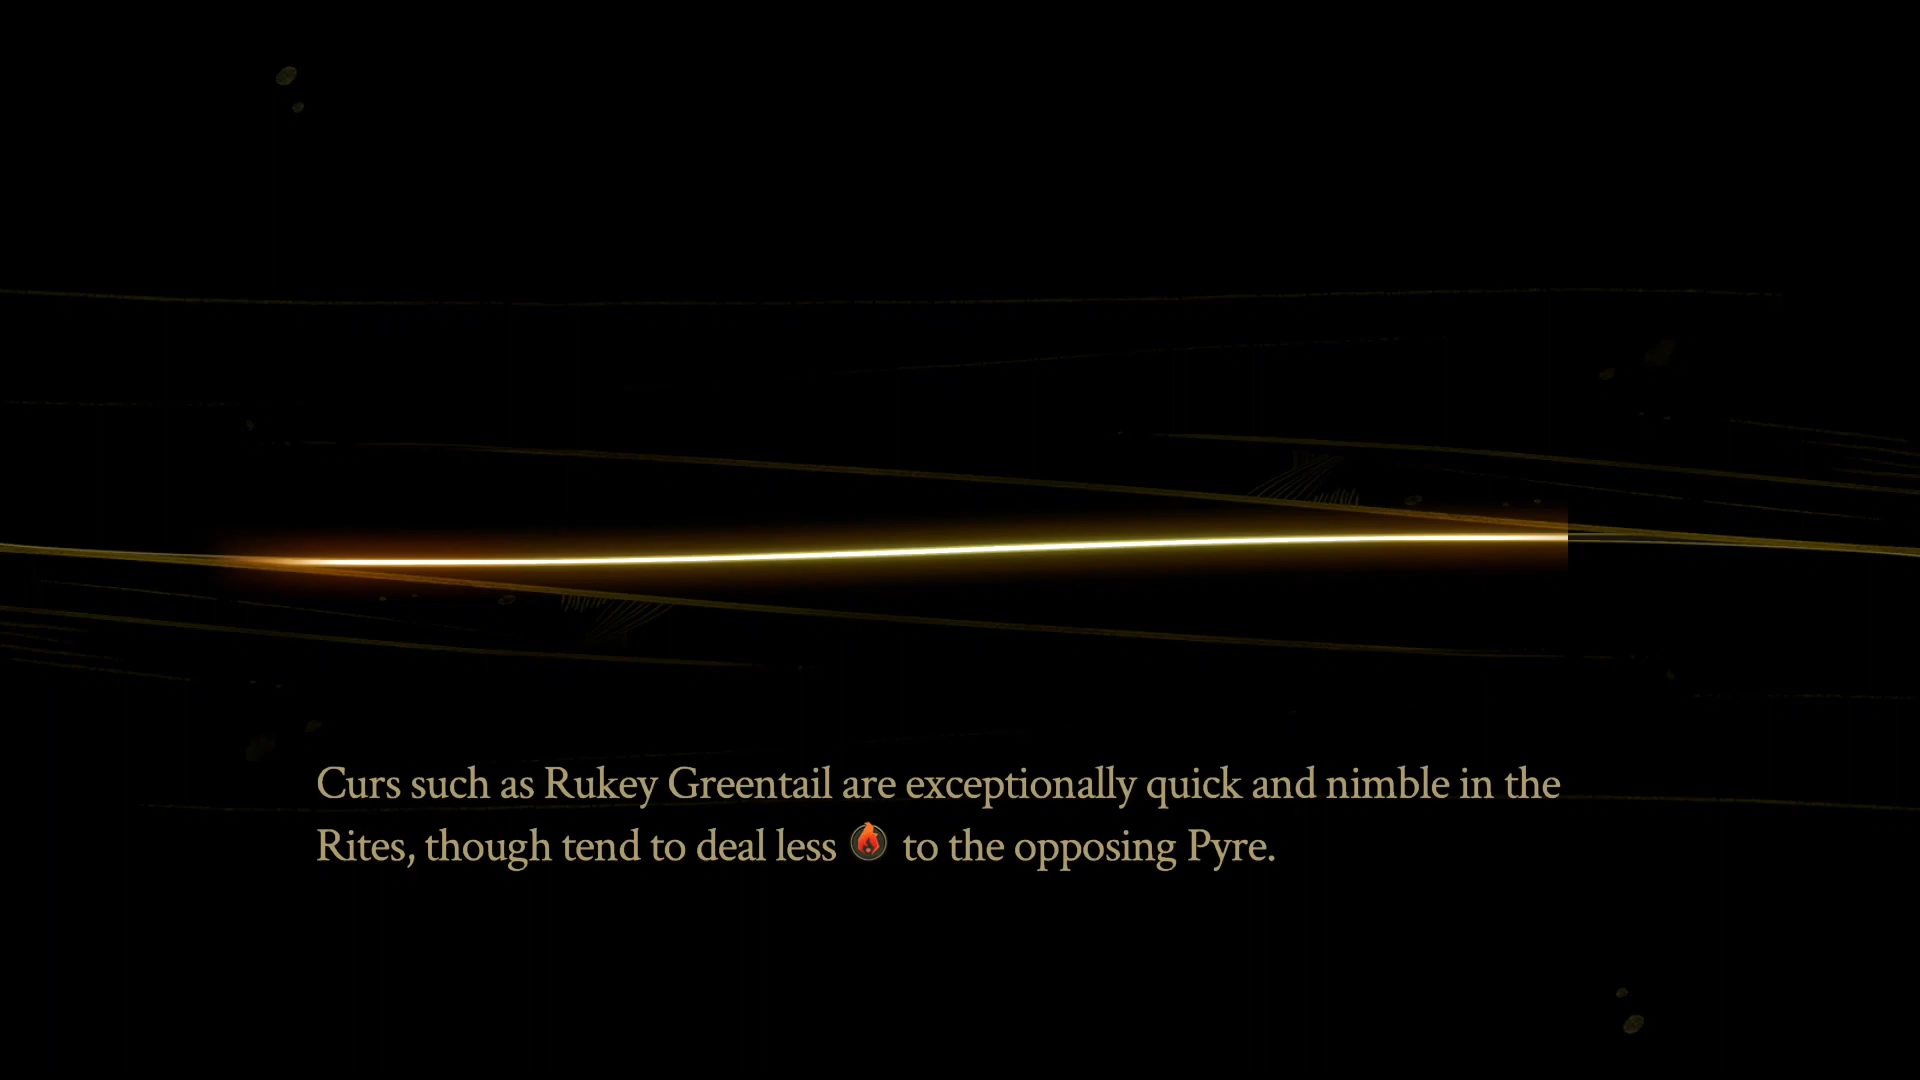 Curs such as Rukey Greentail are exceptionally quick and nimble in the
Rites, though tend to deal less to the opposing Pyre.